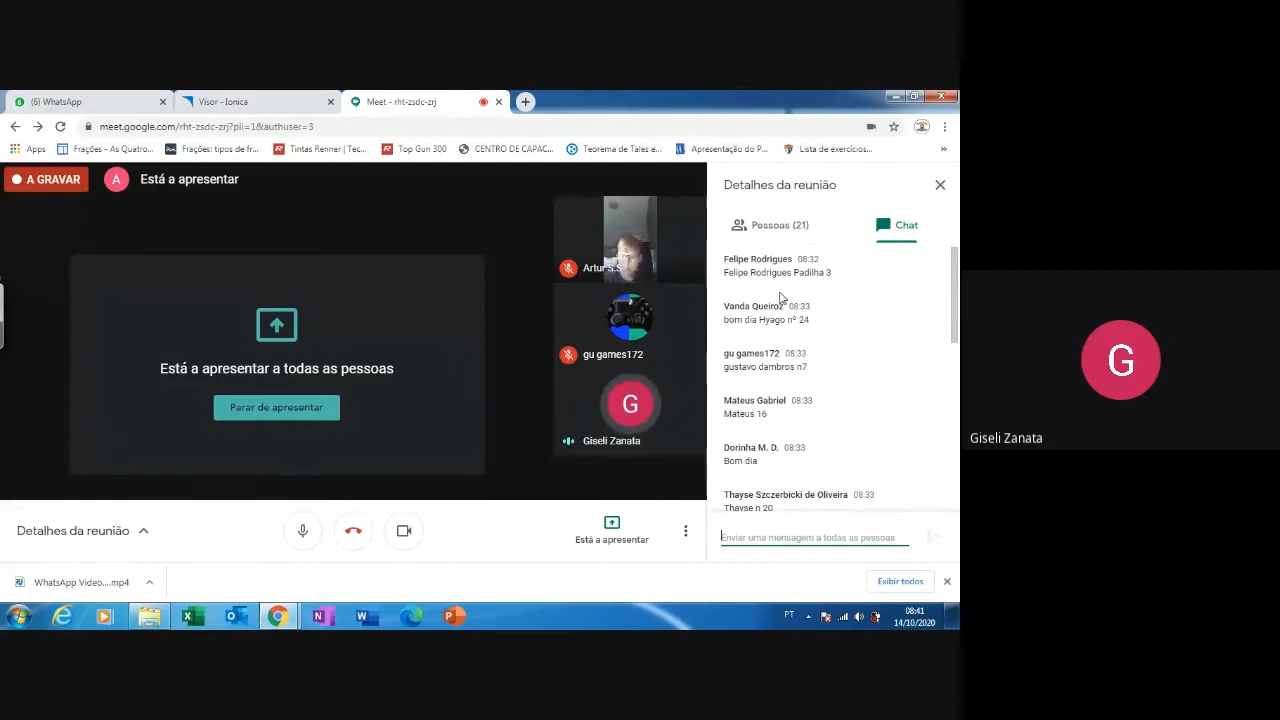 (6) WhatsApp
Visor - Ionica
Meet - rht-zsdc-zrj
meet.google.com/rht-zsdc-zrj?pli=1&authuser=3
Apps
Frações - As Quatro...
Frações: tipos de fr...
Tintas Renner | Tec...
Top Gun 300
CENTRO DE CAPAC...
Teorema de Tales e...
Apresentação do P...
Lista de exercícios...
»
A GRAVAR
A
Está a apresentar
Está a apresentar a todas as pessoas
Parar de apresentar
Artur S.S
gu games172
G
Giseli Zanata
Detalhes da reunião
Pessoas (21)
Chat
Felipe Rodrigues 08:32
Felipe Rodrigues Padilha 3
Vanda Queiroz 08:33
bom dia Hyago nº 24
gu games172 08:33
gustavo dambros n7
Mateus Gabriel 08:33
Mateus 16
Dorinha M. D. 08:33
Bom dia
Thayse Szczerbicki de Oliveira 08:33
Thayse n 20
Enviar uma mensagem a todas as pessoas
Detalhes da reunião
Está a apresentar
WhatsApp Video....mp4
Exibir todos
PT
08:41
14/10/2020
G
Giseli Zanata